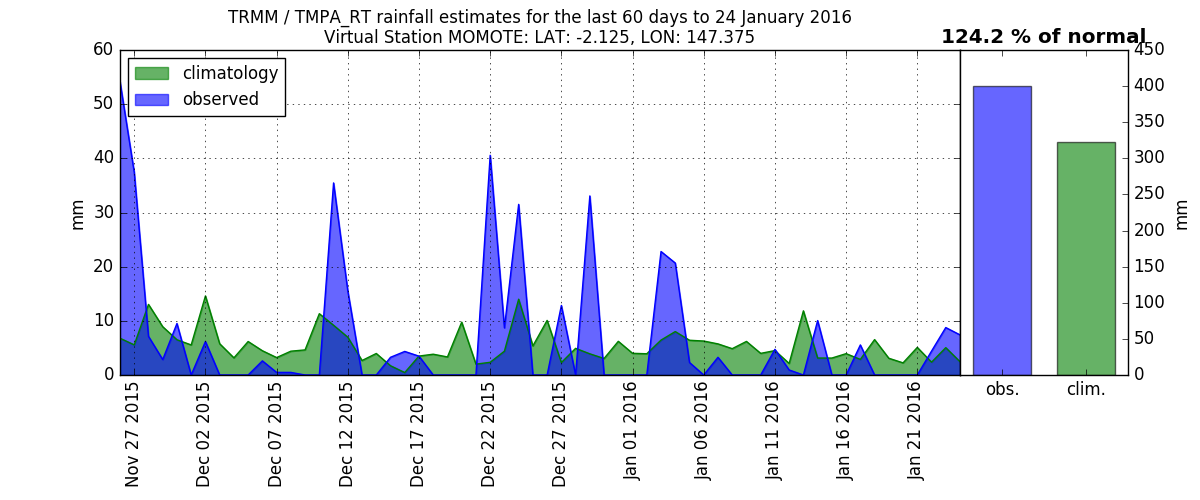 TRMM / TMPA_RT rainfall estimates for the last 60 days to 24 January 2016
Virtual Station MOMOTE: LAT: -2.125, LON: 147.375
124.2 % of normal
climatology
observed
60
50
40
30
20
10
0
mm
Nov 27 2015
Dec 02 2015
Dec 07 2015
Dec 12 2015
Dec 17 2015
Dec 22 2015
Dec 27 2015
Jan 01 2016
Jan 06 2016
Jan 11 2016
Jan 16 2016
Jan 21 2016
obs.
clim.
450
400
350
300
250
200
150
100
50
0
mm